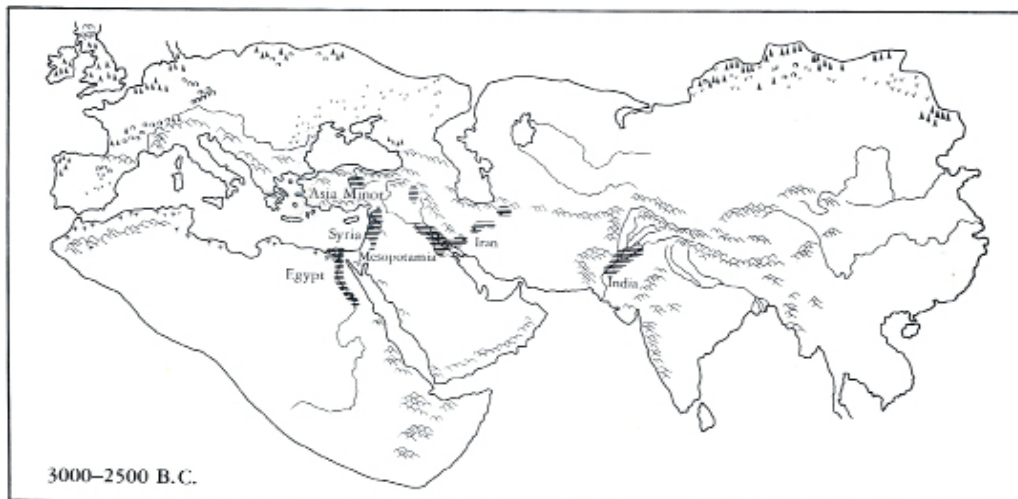 Asia Minor
Syria
Mesopotamia
Iran
Egypt
India
3000–2500 B.C.